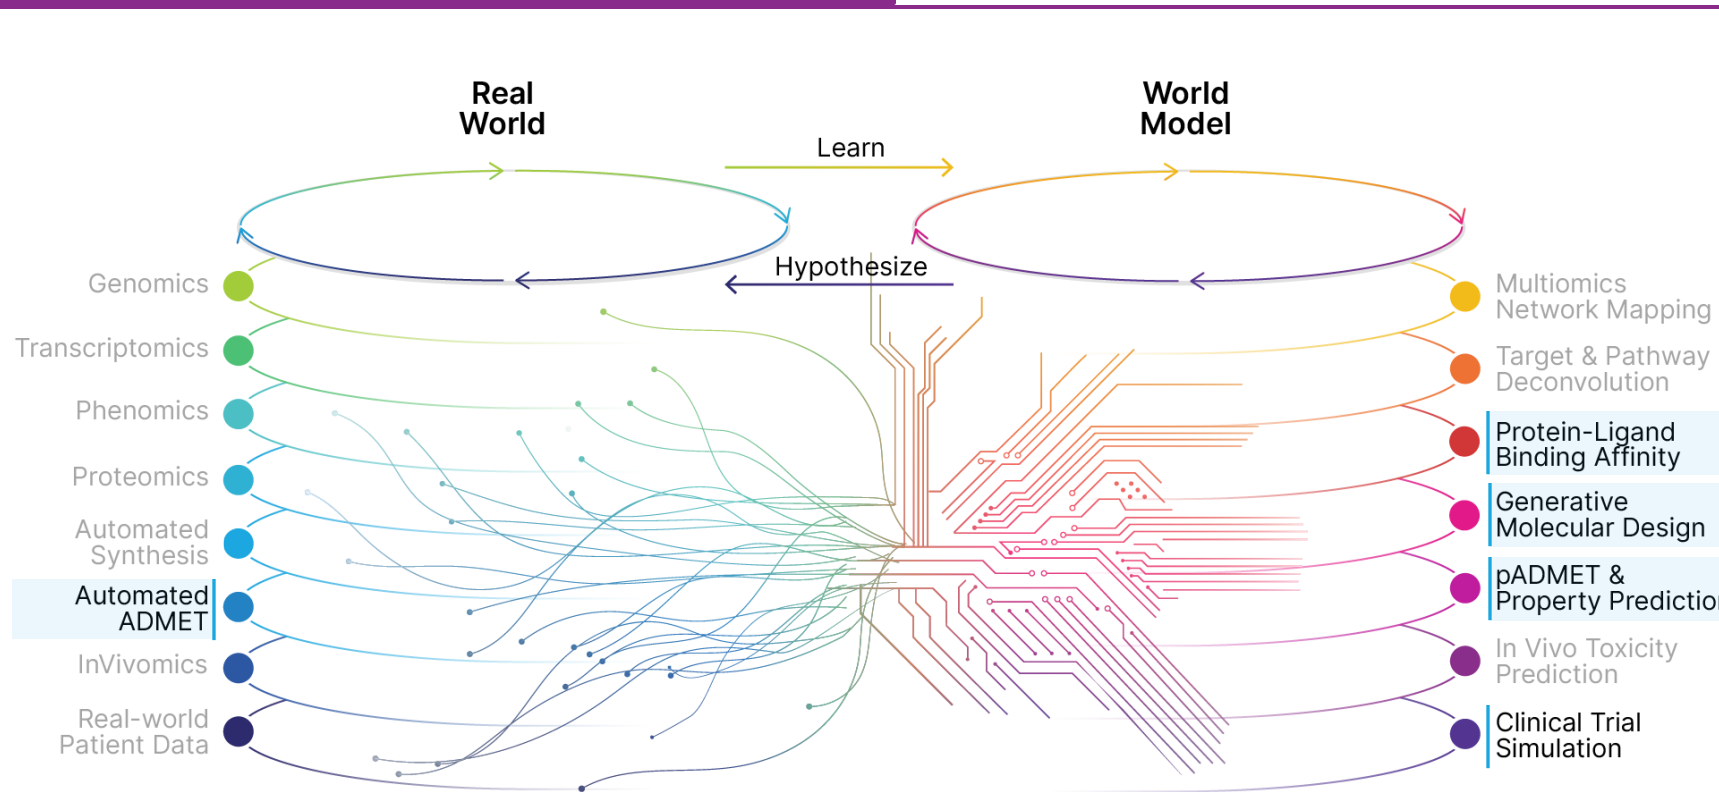 Real
World
World
Model
Learn
Hypothesize
Genomics
Transcriptomics
Phenomics
Proteomics
Automated
Synthesis
Automated
ADMET
InVivomics
Real-world
Patient Data
Multiomics
Network Mapping
Target & Pathway
Deconvolution
Protein-Ligand
Binding Affinity
Generative
Molecular Design
pADMET &
Property Predictio
In Vivo Toxicity
Prediction
Clinical Trial
Simulation